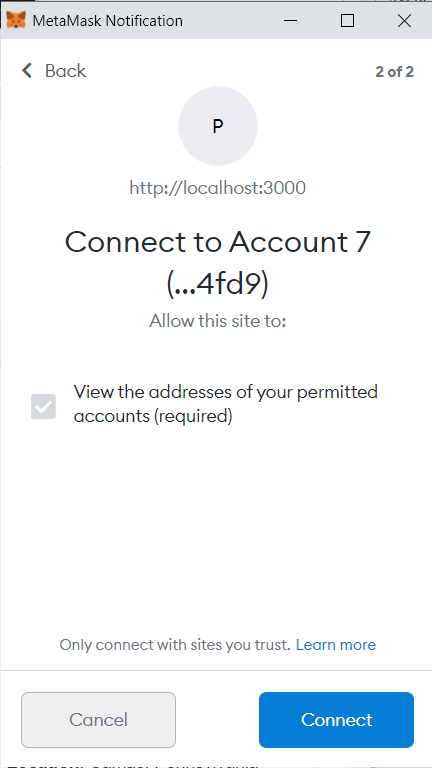 MetaMask Notification
Back
2 of 2
P
http://localhost:3000
Connect to Account 7
(...4fd9)
Allow this site to:
View the addresses of your permitted
accounts (required)
Only connect with sites you trust. Learn more
Cancel
Connect